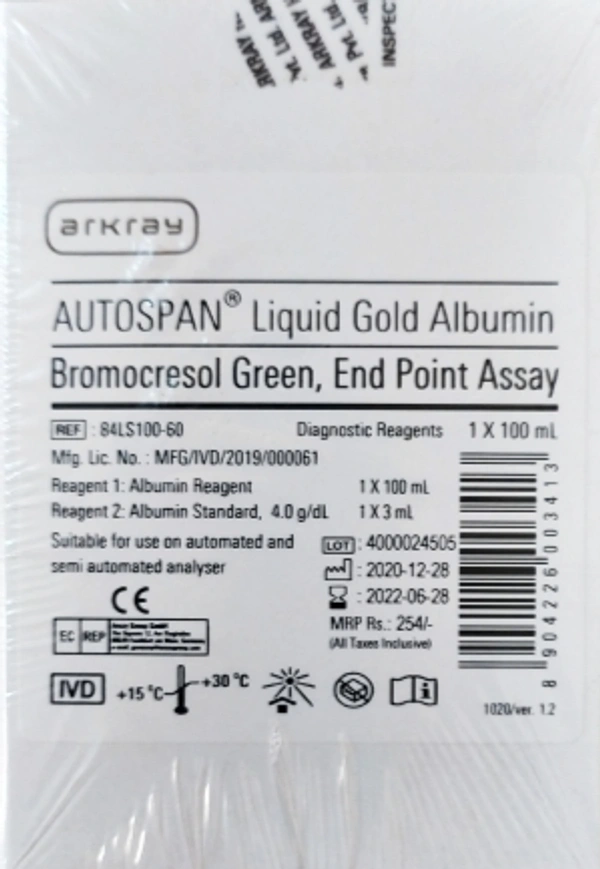 ARKRAY
Pvt. Ltd.
INSPEC
arkray
AUTOSPAN® Liquid Gold Albumin
Bromocresol Green, End Point Assay
REF : 84LS100-60 Diagnostic Reagents 1 X 100 mL
Mfg. Lic. No. : MFG/IVD/2019/000061
Reagent 1: Albumin Reagent 1 X 100 mL
Reagent 2: Albumin Standard, 4.0 g/dL 1 X 3 mL
Suitable for use on automated and
semi automated analyser
LOT : 4000024505
: 2020-12-28
: 2022-06-28
MRP Rs.: 254/-
(All Taxes Inclusive)
CE
EC REP
IVD +15 °C +30 °C
8 904226 003413
1020/ver. 1.2